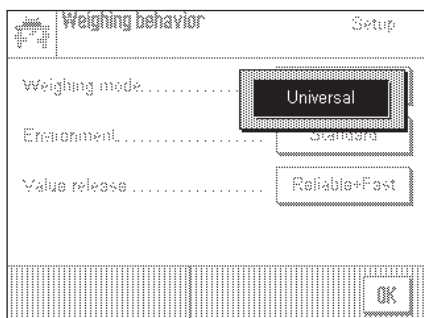 Weighing behavior Setup
Weighing mode................
Universal
Environment.................... Standard
Value release .................... Reliable+Fast
OK